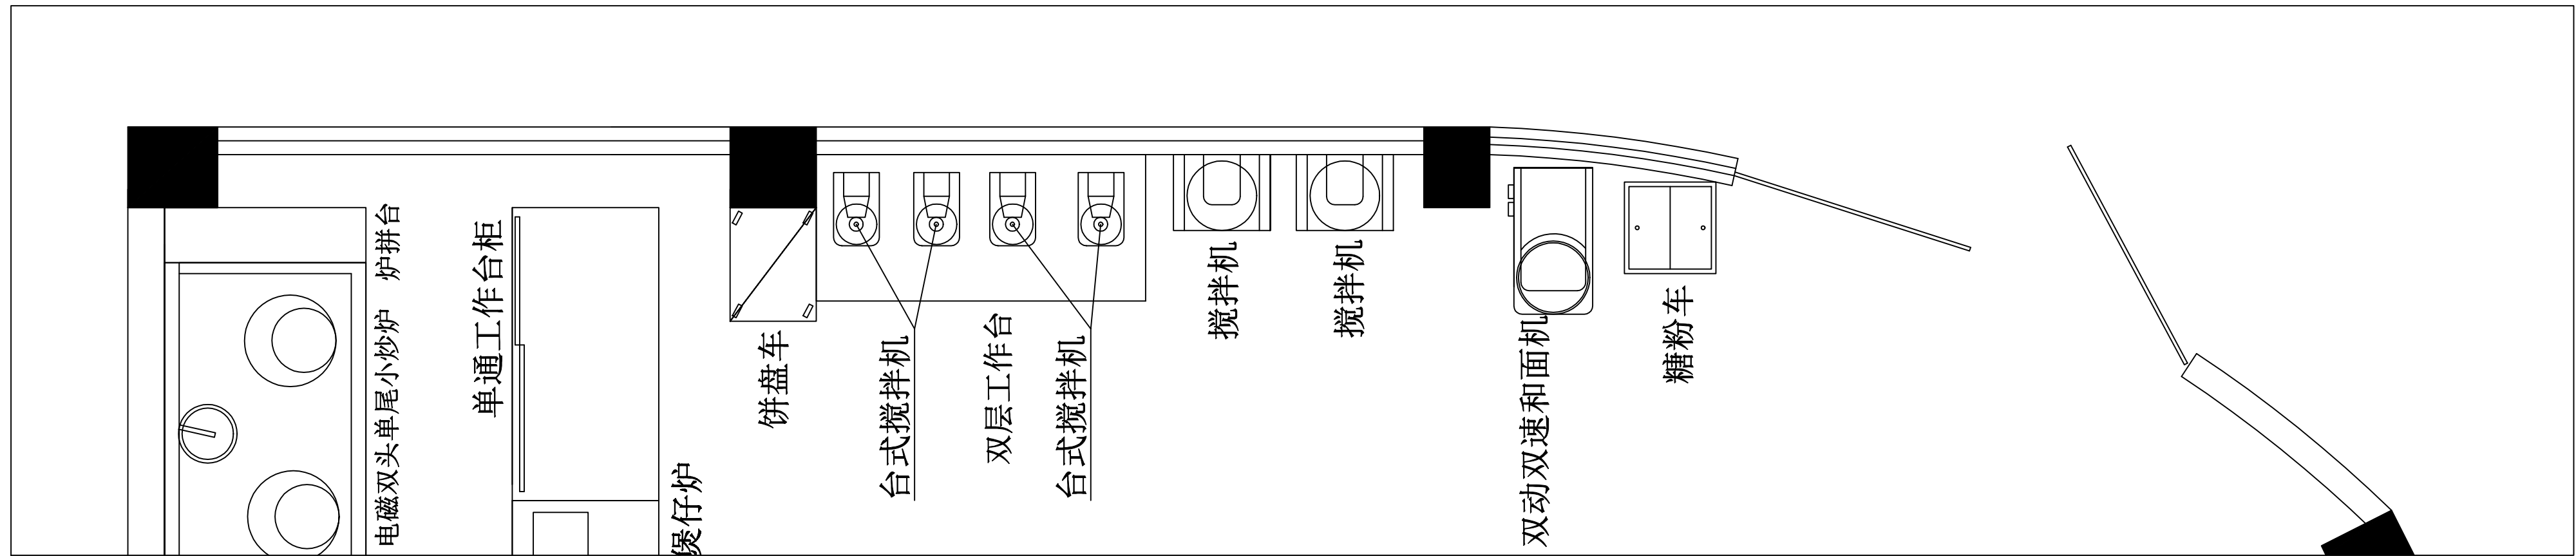 炉拼台
电磁双头单尾小炒炉
单通工作台柜
煲仔炉
饼盘车
台式搅拌机
双层工作台
台式搅拌机
搅拌机
搅拌机
双动双速和面机
糖粉车